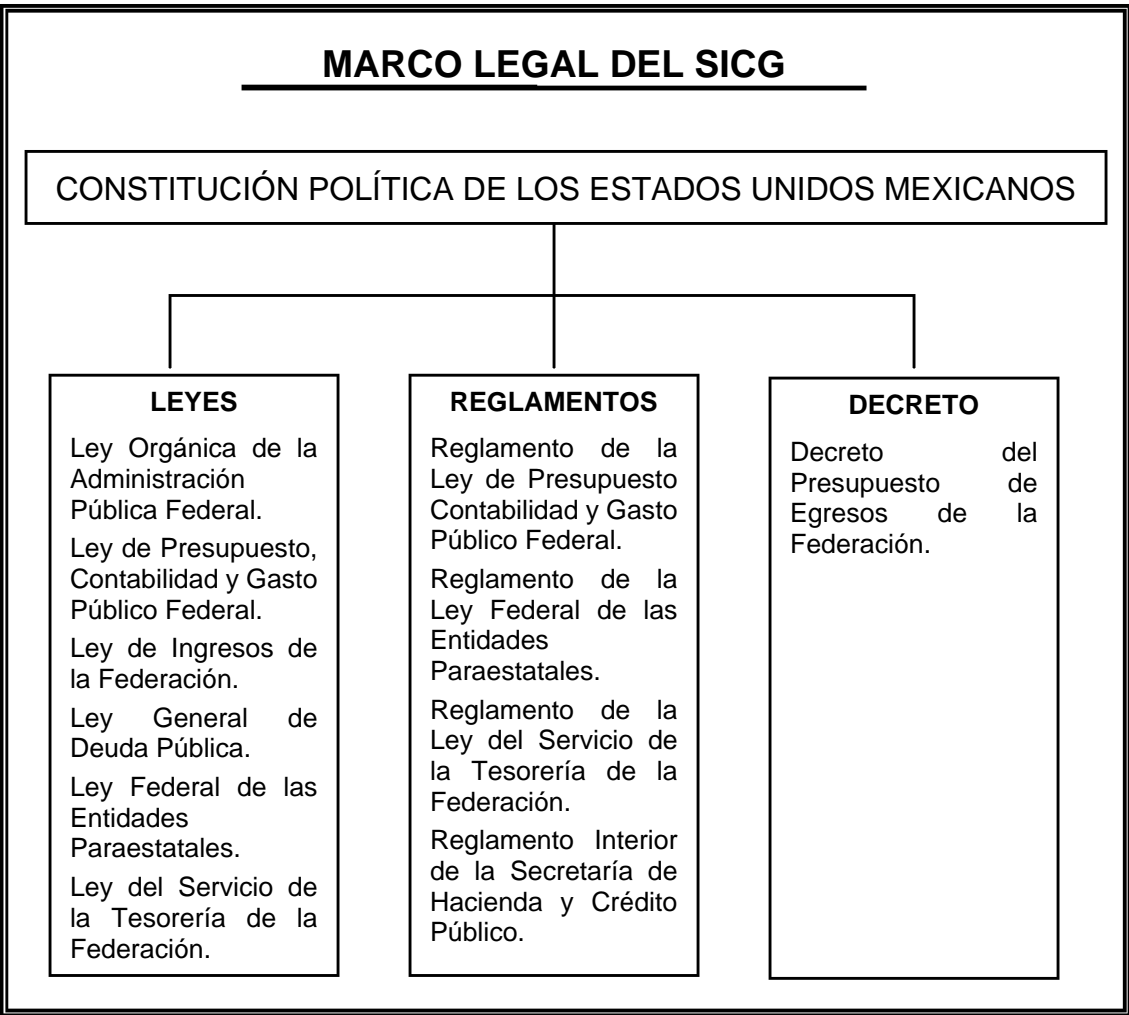 MARCO LEGAL DEL SICG
CONSTITUCIÓN POLÍTICA DE LOS ESTADOS UNIDOS MEXICANOS
LEYES
Ley Orgánica de la
Administración
Pública Federal.
Ley de Presupuesto,
Contabilidad y Gasto
Público Federal.
Ley de Ingresos de
la Federación.
Ley General de
Deuda Pública.
Ley Federal de las
Entidades
Paraestatales.
Ley del Servicio de
la Tesorería de la
Federación.
REGLAMENTOS
Reglamento de la
Ley de Presupuesto
Contabilidad y Gasto
Público Federal.
Reglamento de la
Ley Federal de las
Entidades
Paraestatales.
Reglamento de la
Ley del Servicio de
la Tesorería de la
Federación.
Reglamento Interior
de la Secretaría de
Hacienda y Crédito
Público.
DECRETO
Decreto del
Presupuesto de
Egresos de la
Federación.